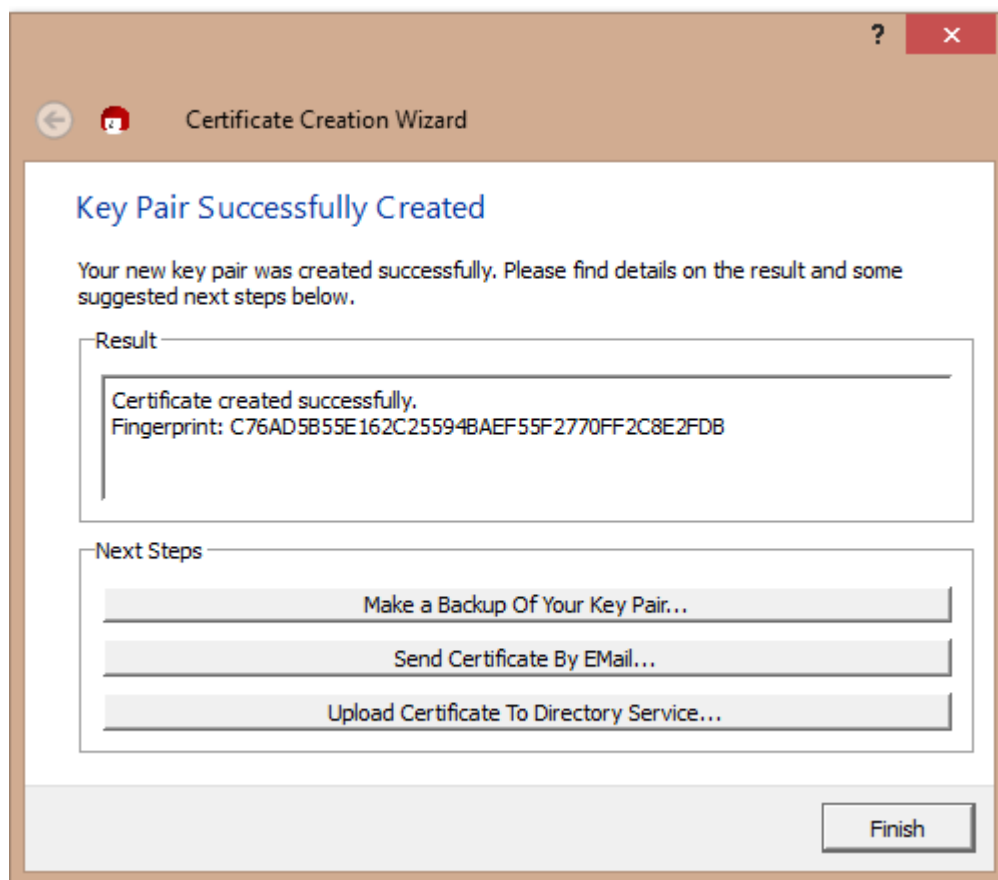 ?
Certificate Creation Wizard
Key Pair Successfully Created
Your new key pair was created successfully. Please find details on the result and some
suggested next steps below.
Result
Certificate created successfully.
Fingerprint: C76AD5B55E162C25594BAEF55F2770FF2C8E2FDB
Next Steps
Make a Backup Of Your Key Pair...
Send Certificate By EMail...
Upload Certificate To Directory Service...
Finish